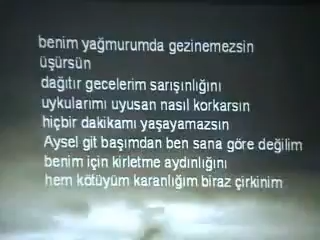 benim yağmurumda gezinemezsin
üşürsün
dağıtır gecelerim sarışınlığını
uykularımı uyusan nasıl korkarsın
hiçbir dakikamı yaşayamazsın
Aysel git başımdan ben sana göre değilim
benim için kirletme aydınlığını
hem kötüyüm karanlığım biraz çirkinim